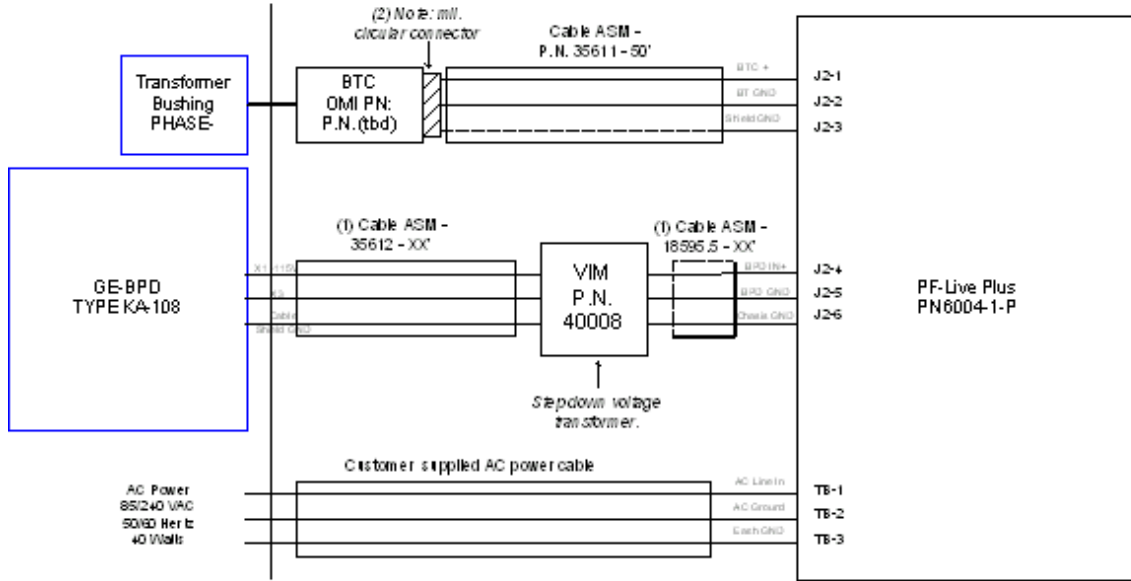 (2) Note: mil.
circular connector
Cable ASM -
P.N. 35611 - 50'
Transformer
Bushing
PHASE-
BTC
OMI PN:
P.N. (tbd)
BTC +
BT GND
Shield GND
J2-1
J2-2
J2-3
(1) Cable ASM -
35612 - XX'
(1) Cable ASM -
18595.5 - XX'
GE-BPD
TYPE KA-108
X1-115V
X3
Cable
Shield GND
VIM
P.N.
40008
BPD IN+
BPD GND
Chasis GND
J2-4
J2-5
J2-6
PF-Live Plus
PN6004-1-P
Stepdown voltage
transformer.
Customer supplied AC power cable
AC Power
85/240 VAC
50/60 Hertz
40 Watts
AC Line In
AC Ground
Earth GND
TB-1
TB-2
TB-3